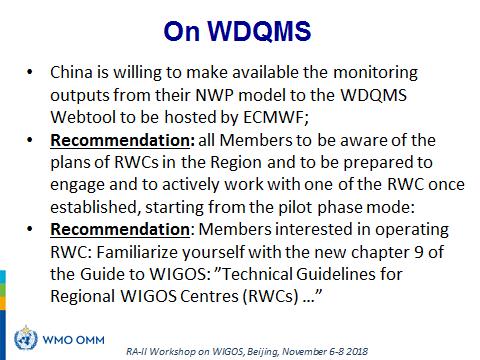 On WDQMS
• China is willing to make available the monitoring
outputs from their NWP model to the WDQMS
Webtool to be hosted by ECMWF;
• Recommendation: all Members to be aware of the
plans of RWCs in the Region and to be prepared to
engage and to actively work with one of the RWC once
established, starting from the pilot phase mode:
• Recommendation: Members interested in operating
RWC: Familiarize yourself with the new chapter 9 of
the Guide to WIGOS: ”Technical Guidelines for
Regional WIGOS Centres (RWCs) …”
WMO OMM
RA-II Workshop on WIGOS, Beijing, November 6-8 2018